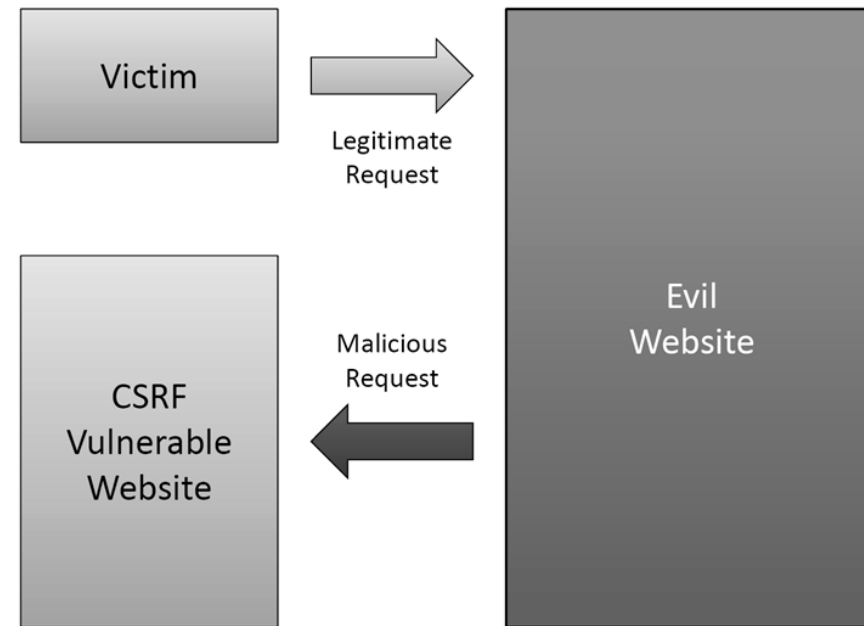 Victim
Legitimate
Request
Evil
Website
Malicious
Request
CSRF
Vulnerable
Website